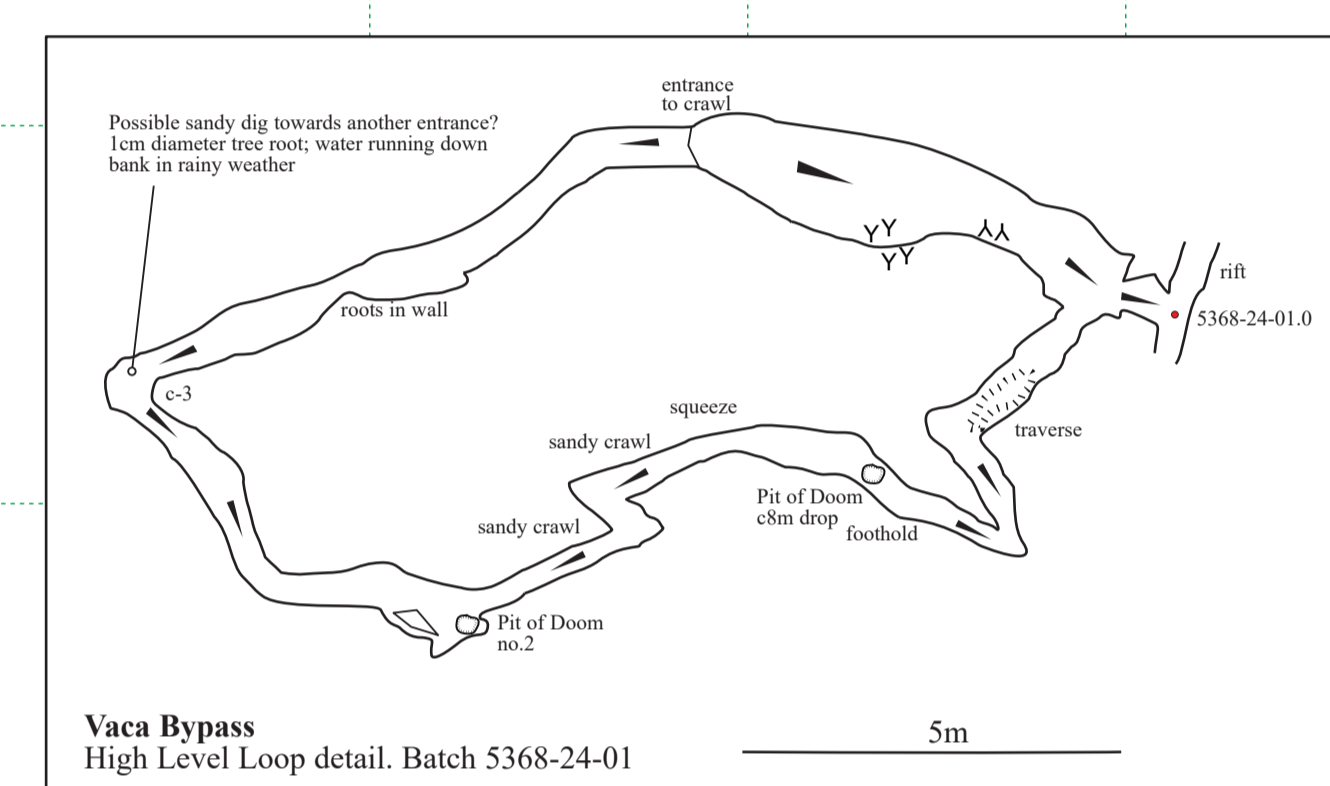 entrance
to crawl
Possible sandy dig towards another entrance?
1cm diameter tree root; water running down
bank in rainy weather
rift
5368-24-01.0
roots in wall
c-3
squeeze
traverse
sandy crawl
Pit of Doom
c8m drop
foothold
sandy crawl
Pit of Doom
no.2
Vaca Bypass
High Level Loop detail. Batch 5368-24-01
5m